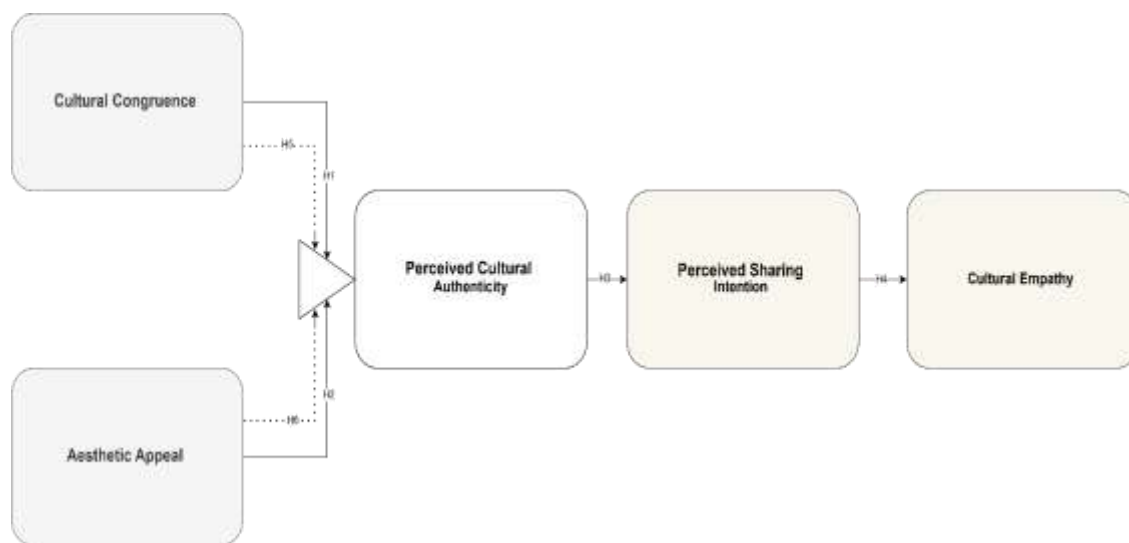 Cultural Congruence
H5
H1
Perceived Cultural
Authenticity
H3
Perceived Sharing
Intention
H4
Cultural Empathy
H2
H6
Aesthetic Appeal